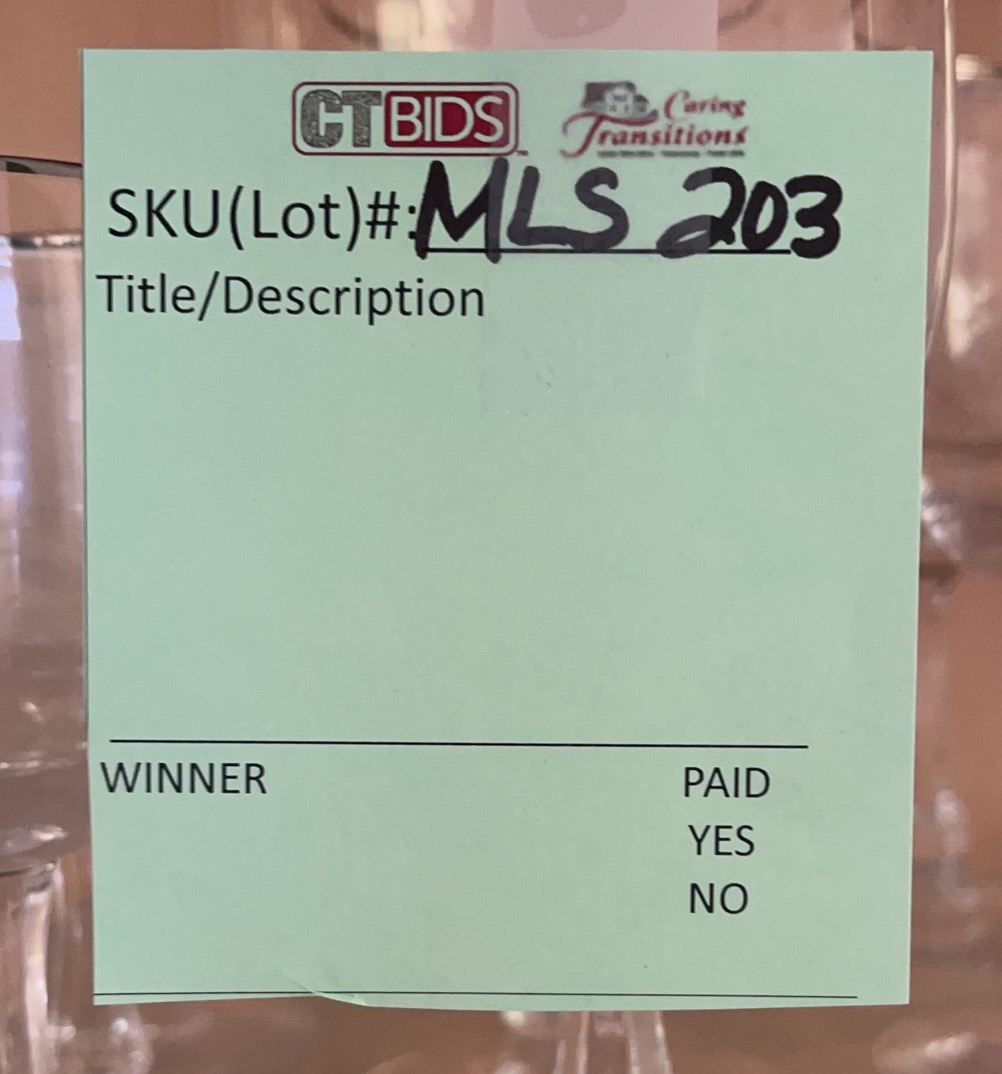 CTBIDS
Caring
Transitions
SKU(Lot)#: MLS 203
Title/Description
WINNER PAID
YES
NO